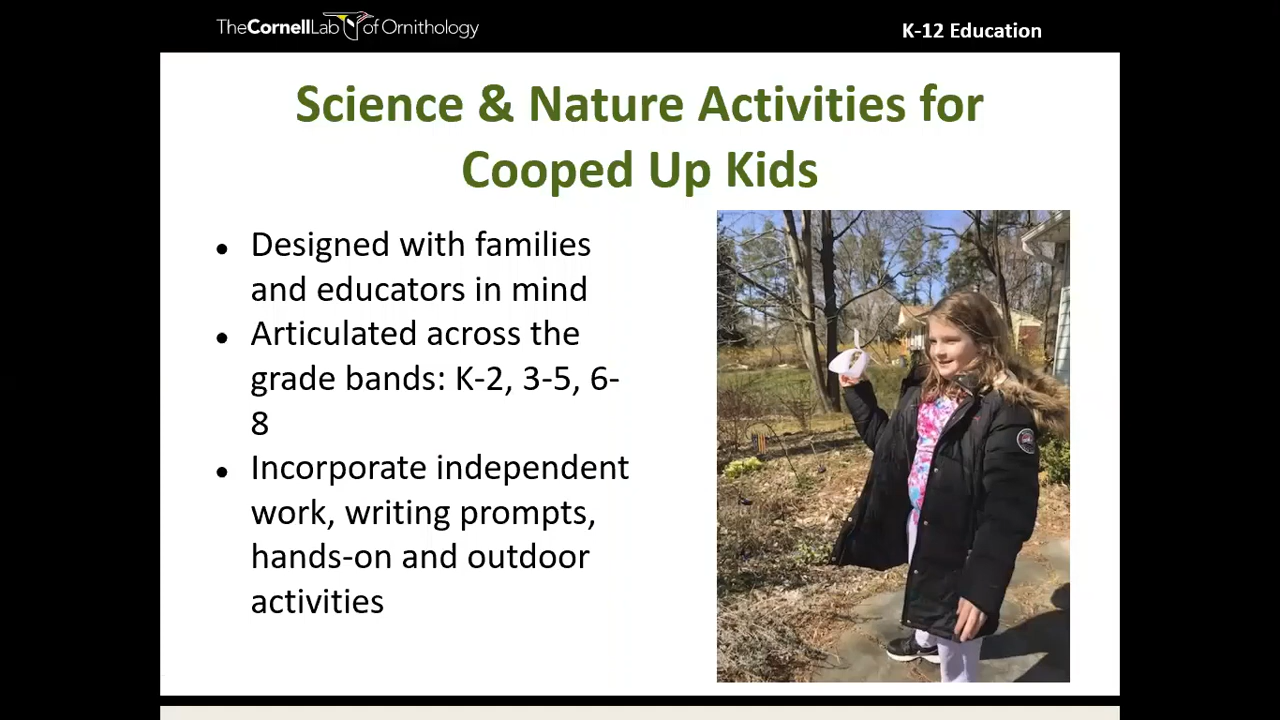 TheCornellLab of Ornithology
K-12 Education
Science & Nature Activities for
Cooped Up Kids
• Designed with families
and educators in mind
• Articulated across the
grade bands: K-2, 3-5, 6-
8
• Incorporate independent
work, writing prompts,
hands-on and outdoor
activities